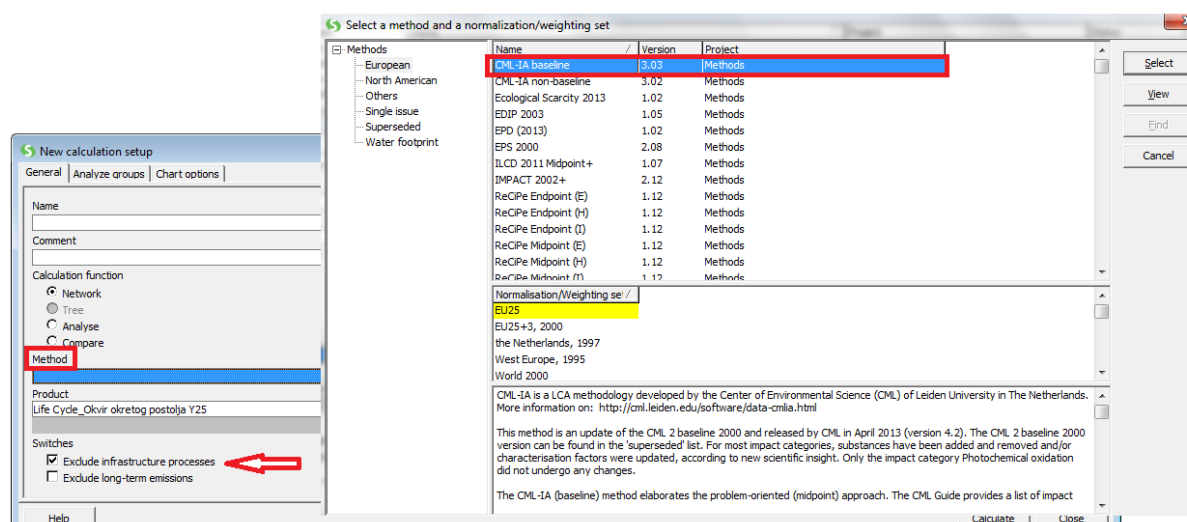 Select a method and a normalization/weighting set
Methods
European
North American
Others
Single issue
Superseded
Water footprint
Name / Version Project
CML-IA baseline 3.03 Methods
CML-IA non-baseline 3.02 Methods
Ecological Scarcity 2013 1.02 Methods
EDIP 2003 1.05 Methods
EPD (2013) 1.02 Methods
EPS 2000 2.08 Methods
ILCD 2011 Midpoint+ 1.07 Methods
IMPACT 2002+ 2.12 Methods
ReCiPe Endpoint (E) 1.12 Methods
ReCiPe Endpoint (H) 1.12 Methods
ReCiPe Endpoint (I) 1.12 Methods
ReCiPe Midpoint (E) 1.12 Methods
ReCiPe Midpoint (H) 1.12 Methods
ReCiPe Midpoint (I) 1.12 Methods
Select
View
Find
Cancel
Normalisation/Weighting set /
EU25
EU25+3, 2000
the Netherlands, 1997
West Europe, 1995
World 2000
CML-IA is a LCA methodology developed by the Center of Environmental Science (CML) of Leiden University in The Netherlands.
More information on: http://cml.leiden.edu/software/data-cmlia.html
This method is an update of the CML 2 baseline 2000 and released by CML in April 2013 (version 4.2). The CML 2 baseline 2000
version can be found in the 'superseded' list. For most impact categories, substances have been added and removed and/or
characterisation factors were updated, according to new scientific insight. Only the impact category Photochemical oxidation
did not undergo any changes.
The CML-IA (baseline) method elaborates the problem-oriented (midpoint) approach. The CML Guide provides a list of impact
New calculation setup
General Analyze groups Chart options
Name
Comment
Calculation function
Network
Tree
Analyse
Compare
Method
Product
Life Cycle_Okvir okretog postolja Y25
Switches
Exclude infrastructure processes
Exclude long-term emissions
Help
Calculate Close